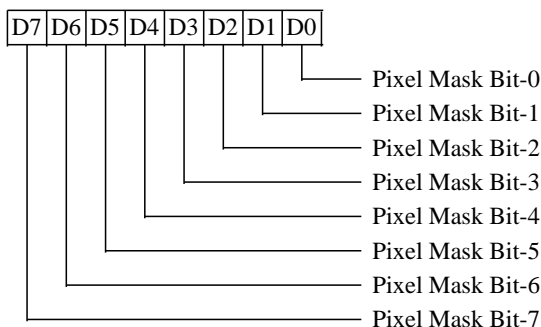 D7 D6 D5 D4 D3 D2 D1 D0
Pixel Mask Bit-0
Pixel Mask Bit-1
Pixel Mask Bit-2
Pixel Mask Bit-3
Pixel Mask Bit-4
Pixel Mask Bit-5
Pixel Mask Bit-6
Pixel Mask Bit-7